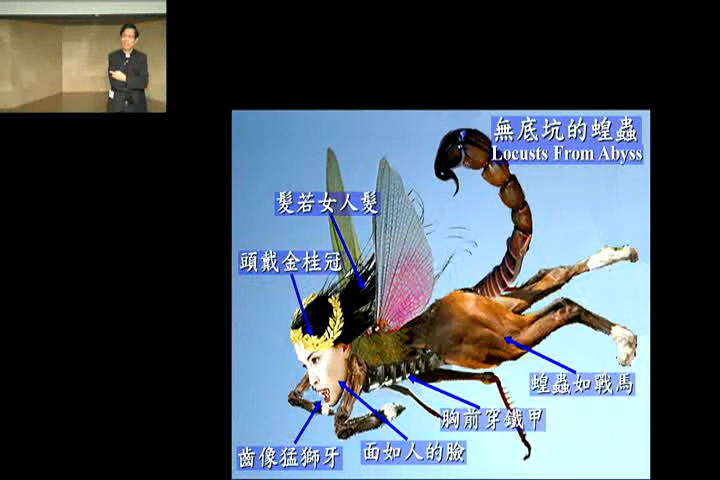 無底坑的蝗蟲
Locusts From Abyss
髮若女人髮
頭戴金桂冠
蝗蟲如戰馬
胸前穿鐵甲
面如人的臉
齒像猛獅牙